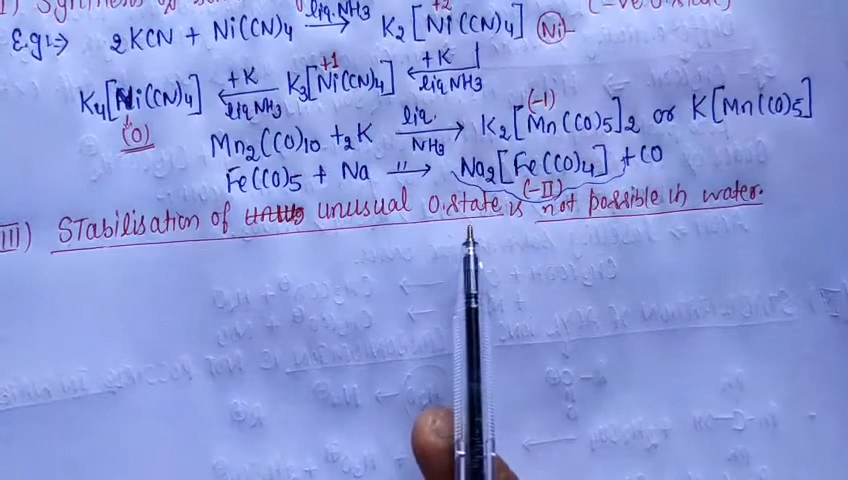 I) Synthesis of
E.g:-> 2KCN + Ni(CN)4 liq.NH3 → K2[Ni(CN)4] +2 (Ni)
K4[Ni(CN)4] (0) ← +K liq NH3 K3[Ni(CN)4] +1 ← +K liq NH3
Mn2(CO)10 + 2K liq. NH3 → K2[Mn(CO)5]2 (-1) or K[Mn(CO)5]
Fe(CO)5 + Na " → Na2[Fe(CO)4] + CO (-II)
III) Stabilisation of unusual O.state is not possible in water.